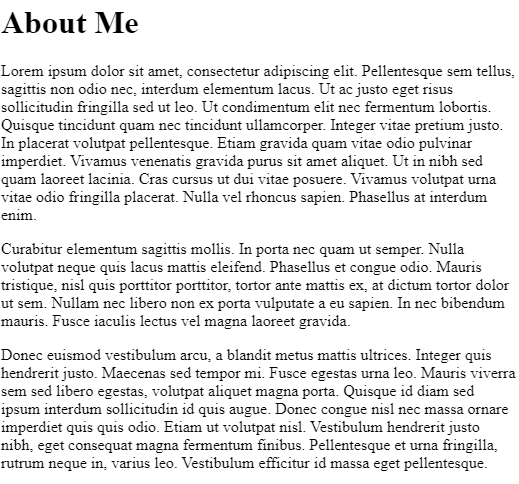 About Me
Lorem ipsum dolor sit amet, consectetur adipiscing elit. Pellentesque sem tellus,
sagittis non odio nec, interdum elementum lacus. Ut ac justo eget risus
sollicitudin fringilla sed ut leo. Ut condimentum elit nec fermentum lobortis.
Quisque tincidunt quam nec tincidunt ullamcorper. Integer vitae pretium justo.
In placerat volutpat pellentesque. Etiam gravida quam vitae odio pulvinar
imperdiet. Vivamus venenatis gravida purus sit amet aliquet. Ut in nibh sed
quam laoreet lacinia. Cras cursus ut dui vitae posuere. Vivamus volutpat urna
vitae odio fringilla placerat. Nulla vel rhoncus sapien. Phasellus at interdum
enim.
Curabitur elementum sagittis mollis. In porta nec quam ut semper. Nulla
volutpat neque quis lacus mattis eleifend. Phasellus et congue odio. Mauris
tristique, nisl quis porttitor porttitor, tortor ante mattis ex, at dictum tortor dolor
ut sem. Nullam nec libero non ex porta vulputate a eu sapien. In nec bibendum
mauris. Fusce iaculis lectus vel magna laoreet gravida.
Donec euismod vestibulum arcu, a blandit metus mattis ultrices. Integer quis
hendrerit justo. Maecenas sed tempor mi. Fusce egestas urna leo. Mauris viverra
sem sed libero egestas, volutpat aliquet magna porta. Quisque id diam sed
ipsum interdum sollicitudin id quis augue. Donec congue nisl nec massa ornare
imperdiet quis quis odio. Etiam ut volutpat nisl. Vestibulum hendrerit justo
nibh, eget consequat magna fermentum finibus. Pellentesque et urna fringilla,
rutrum neque in, varius leo. Vestibulum efficitur id massa eget pellentesque.